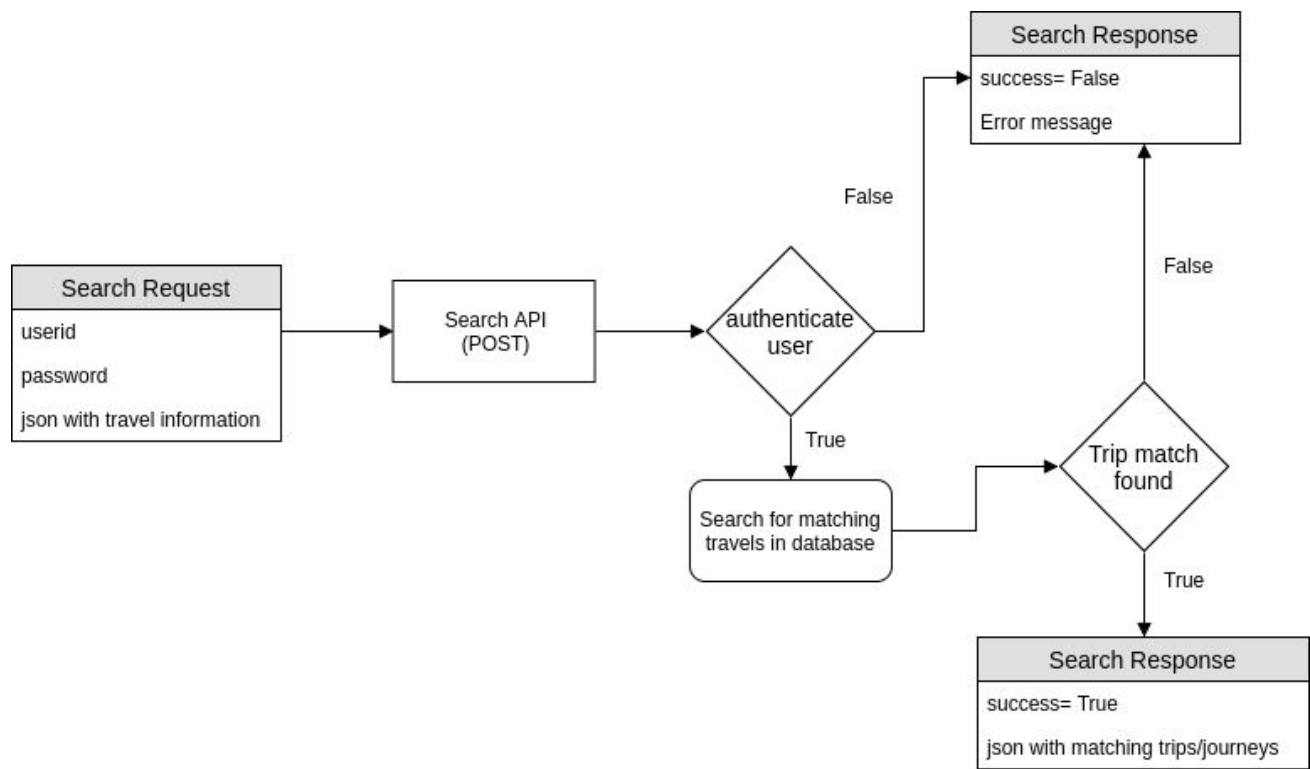 Search Response
success= False
Error message
False
False
Search Request
userid
password
json with travel information
Search API
(POST)
authenticate
user
True
Search for matching
travels in database
Trip match
found
True
Search Response
success= True
json with matching trips/journeys